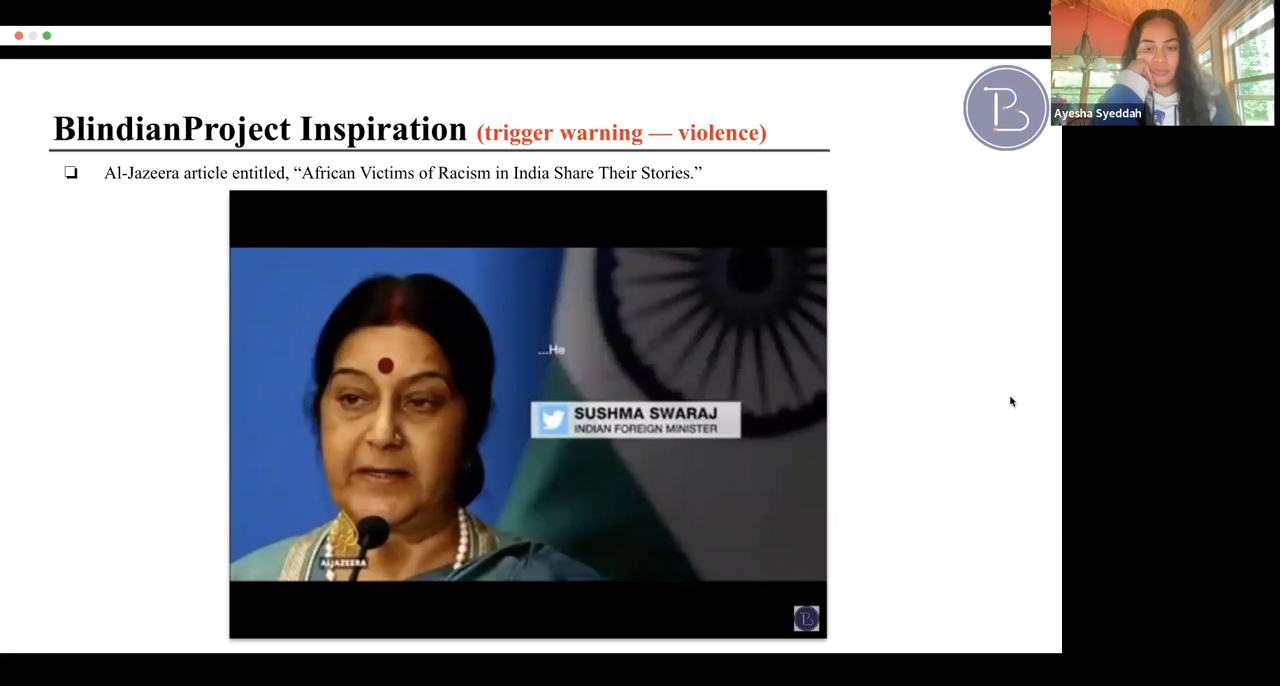 BlindianProject Inspiration (trigger warning — violence)
B
Ayesha Syeddah
❏ Al-Jazeera article entitled, “African Victims of Racism in India Share Their Stories.”
...He
SUSHMA SWARAJ
INDIAN FOREIGN MINISTER
ALJAZEERA
B